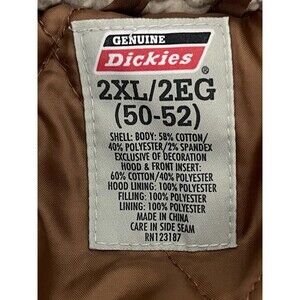 GENUINE
Dickies
®
2XL/2EG
(50-52)
SHELL: BODY: 58% COTTON/
40% POLYESTER/2% SPANDEX
EXCLUSIVE OF DECORATION
HOOD & FRONT INSERT:
60% COTTON/40% POLYESTER
HOOD LINING: 100% POLYESTER
FILLING: 100% POLYESTER
LINING: 100% POLYESTER
MADE IN CHINA
CARE IN SIDE SEAM
RN123187